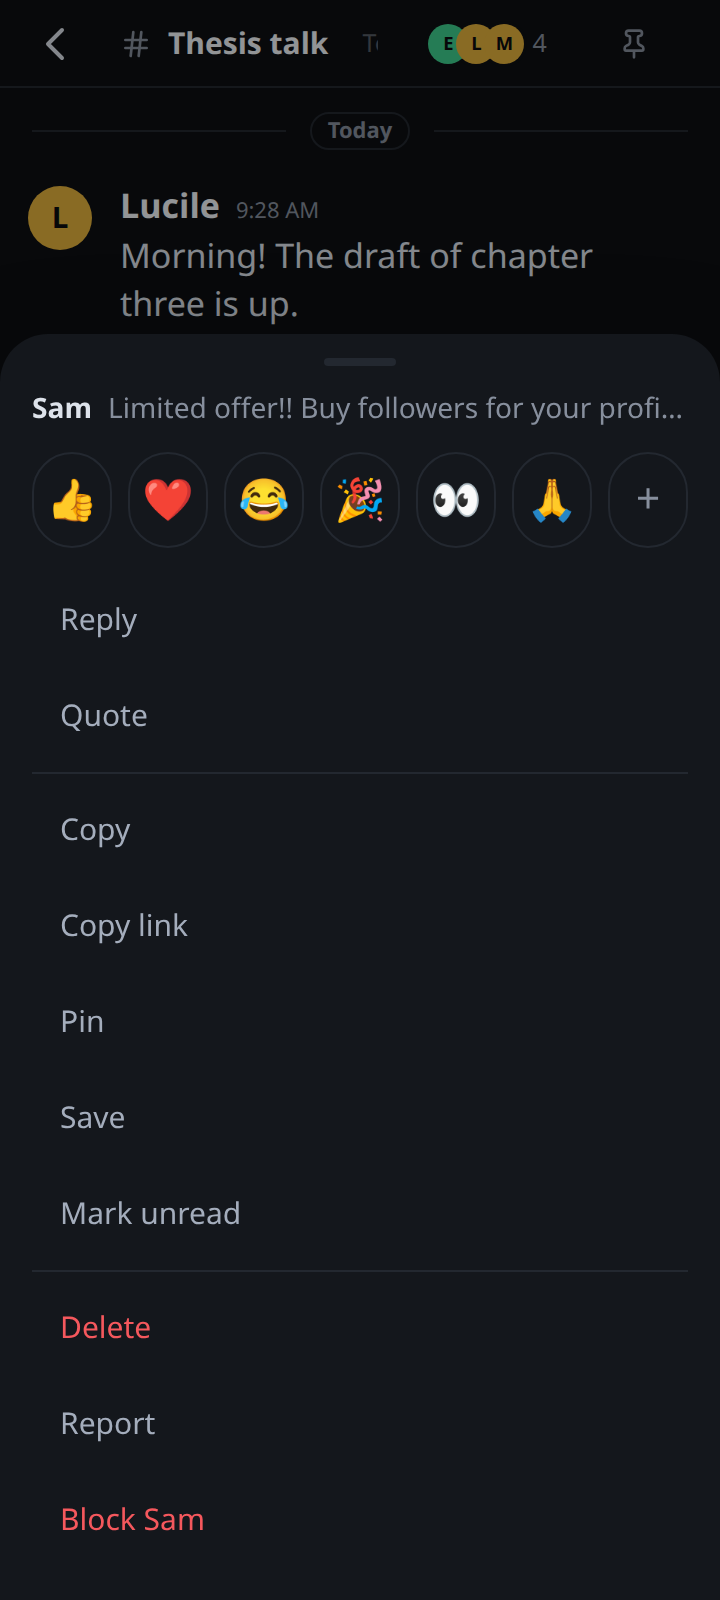 # Thesis talk
E L M 4
Today
L
Lucile 9:28 AM
Morning! The draft of chapter
three is up.
Sam Limited offer!! Buy followers for your profi...
+
Reply
Quote
Copy
Copy link
Pin
Save
Mark unread
Delete
Report
Block Sam